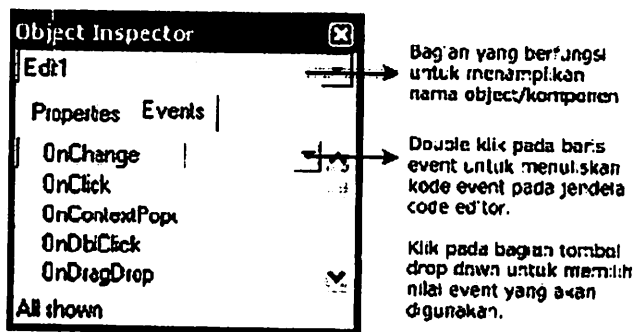 Object Inspector
Edit1
Properties Events
OnChange
OnClick
OnContextPopu
OnDblClick
OnDragDrop
All shown
Bagian yang berfungsi
untuk menampilkan
nama object/komponen
Double klik pada baris
event untuk menuliskan
kode event pada jendela
code editor.
Klik pada bagian tombol
drop down untuk memilih
nilai event yang akan
digunakan.